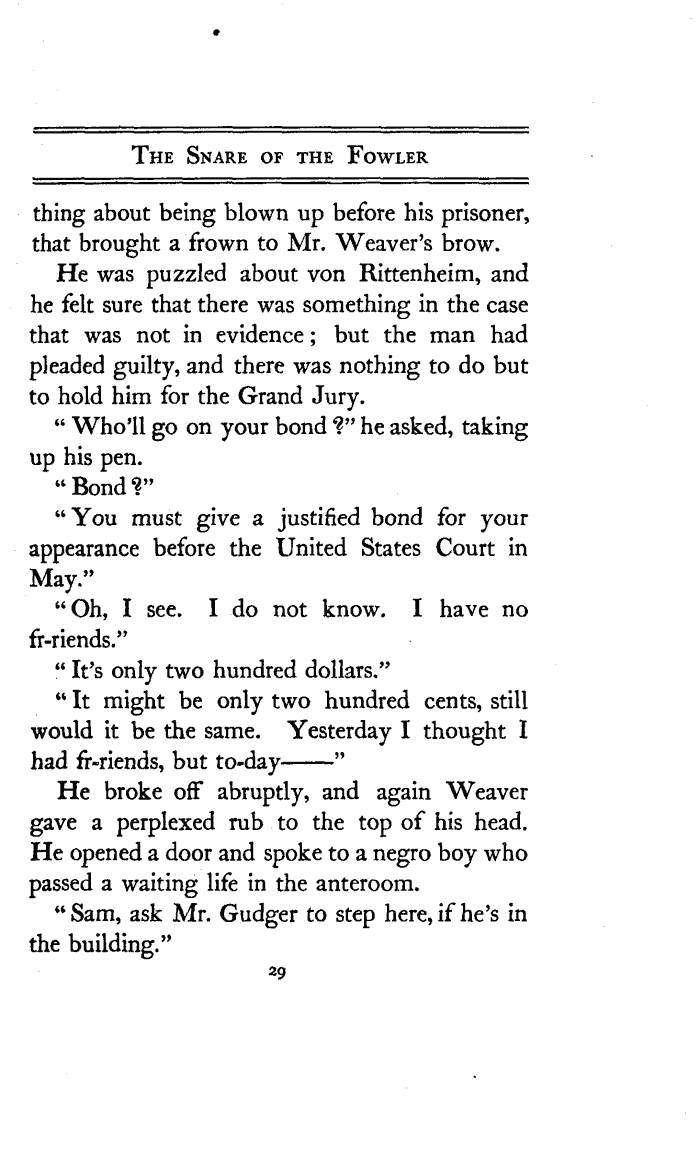 The Snare of the Fowler
thing about being blown up before his prisoner,
that brought a frown to Mr. Weaver's brow.
He was puzzled about von Rittenheim, and
he felt sure that there was something in the case
that was not in evidence; but the man had
pleaded guilty, and there was nothing to do but
to hold him for the Grand Jury.
“ Who'll go on your bond ?” he asked, taking
up his pen.
“ Bond ?”
“ You must give a justified bond for your
appearance before the United States Court in
May.”
“ Oh, I see. I do not know. I have no
fr-riends.”
“ It's only two hundred dollars.”
“ It might be only two hundred cents, still
would it be the same. Yesterday I thought I
had fr-riends, but to-day——”
He broke off abruptly, and again Weaver
gave a perplexed rub to the top of his head.
He opened a door and spoke to a negro boy who
passed a waiting life in the anteroom.
“ Sam, ask Mr. Gudger to step here, if he's in
the building.”
29